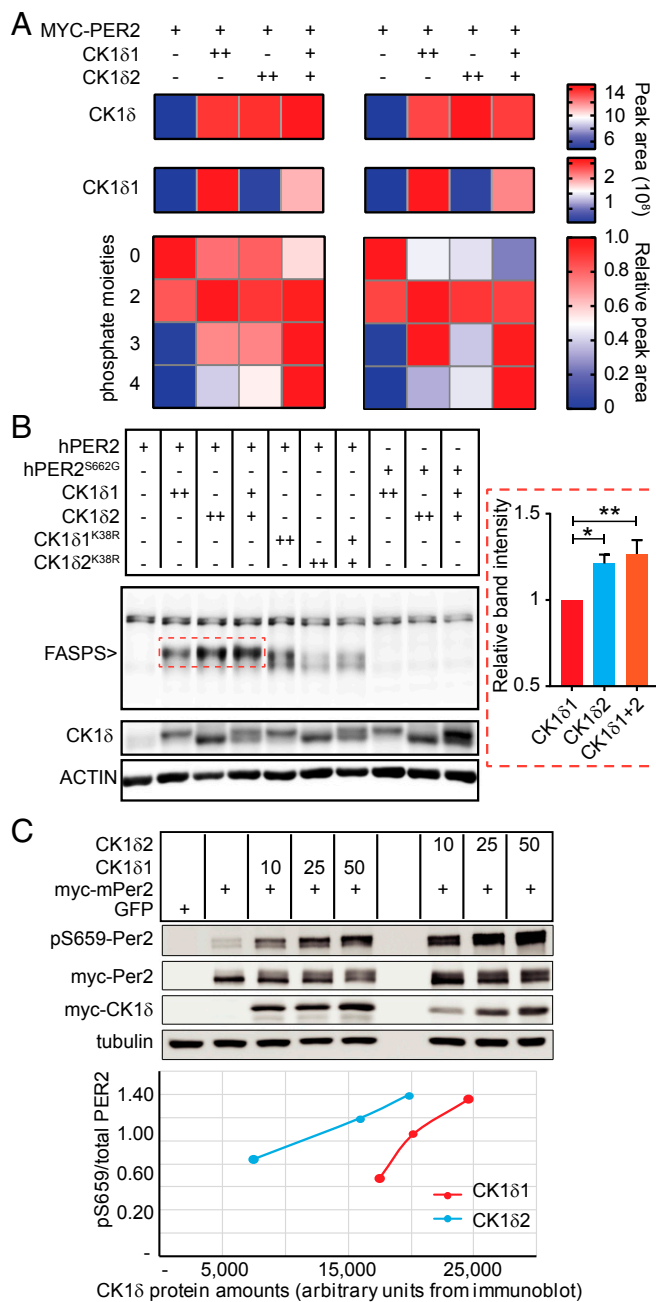 A
MYC-PER2 + + + + + + + +
CK1δ1 - ++ - + - ++ - +
CK1δ2 - - ++ + - - ++ +
CK1δ
14
10
6
Peak area (10⁸)
CK1δ1
2
1
phosphate moieties
0
2
3
4
1.0
0.8
0.6
0.4
0.2
0
Relative peak area
B
hPER2 + + + + + + + - - -
hPER2S662G - - - - - - - + + +
CK1δ1 - ++ - + - - - ++ - +
CK1δ2 - - ++ + - - - - ++ +
CK1δ1K38R - - - - ++ - + - - -
CK1δ2K38R - - - - - ++ + - - -
FASPS>
CK1δ
ACTIN
Relative band intensity
1.5
1
0.5
*
**
CK1δ1
CK1δ2
CK1δ1+2
C
CK1δ2 10 25 50
CK1δ1 10 25 50
myc-mPer2 + + + + + + +
GFP +
pS659-Per2
myc-Per2
myc-CK1δ
tubulin
pS659/total PER2
1.40
1.00
0.60
0.20
-
CK1δ1
CK1δ2
- 5,000 15,000 25,000
CK1δ protein amounts (arbitrary units from immunoblot)